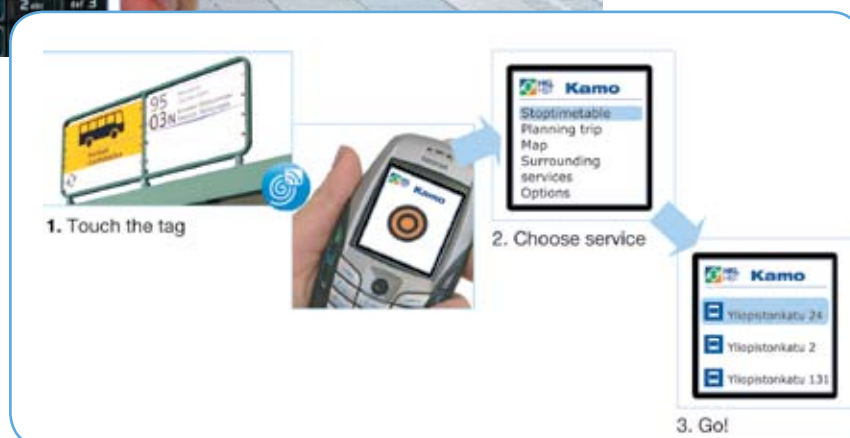 95
03N
1. Touch the tag
Kamo
Kamo
Stoptimetable
Planning trip
Map
Surrounding
services
Options
2. Choose service
Kamo
Yliopistonkatu 24
Yliopistonkatu 2
Yliopistonkatu 131
3. Go!